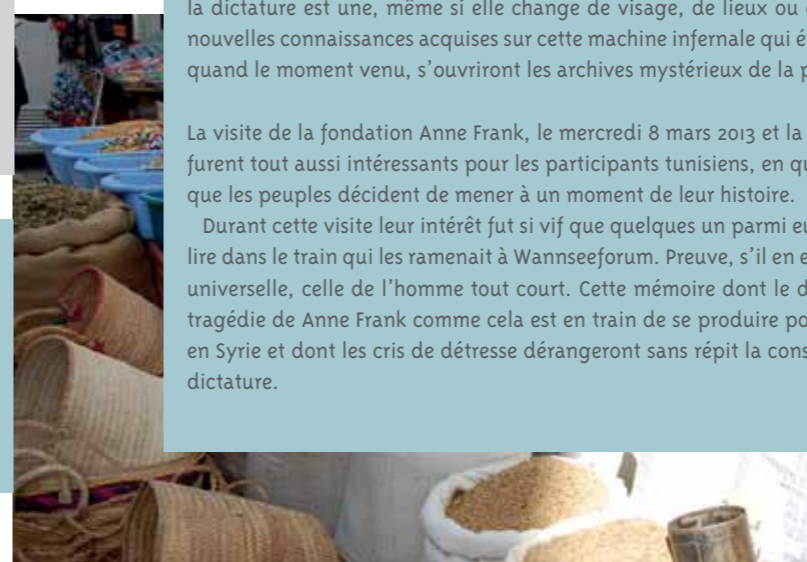 la dictature est une, même si elle change de visage, de lieux ou
nouvelles connaissances acquises sur cette machine infernale qui
quand le moment venu, s'ouvriront les archives mystérieux de la
La visite de la fondation Anne Frank, le mercredi 8 mars 2013 et la
furent tout aussi intéressants pour les participants tunisiens, en
que les peuples décident de mener à un moment de leur histoire.
Durant cette visite leur intérêt fut si vif que quelques un parmi
lire dans le train qui les ramenait à Wannseeforum. Preuve, s'il en
universelle, celle de l'homme tout court. Cette mémoire dont le
tragédie de Anne Frank comme cela est en train de se produire
en Syrie et dont les cris de détresse dérangeront sans répit la
dictature.